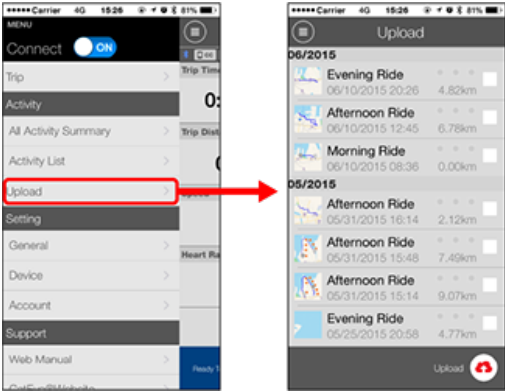 Carrier 4G 15:26 81%
MENU
Connect ON
Trip
Trip Time
0:
Activity
All Activity Summary
Trip Dist
Activity List
Upload
Speed
Setting
General
Heart Ra
Device
Account
Support
Web Manual
Ready
Carrier 4G 15:26 81%
Upload
06/2015
Evening Ride
06/10/2015 20:26 4.82km
Afternoon Ride
06/10/2015 12:45 6.78km
Morning Ride
06/10/2015 08:36 0.00km
05/2015
Afternoon Ride
05/31/2015 16:14 2.12km
Afternoon Ride
05/31/2015 15:48 7.49km
Afternoon Ride
05/31/2015 15:14 9.07km
Evening Ride
05/25/2015 20:58 4.77km
Upload